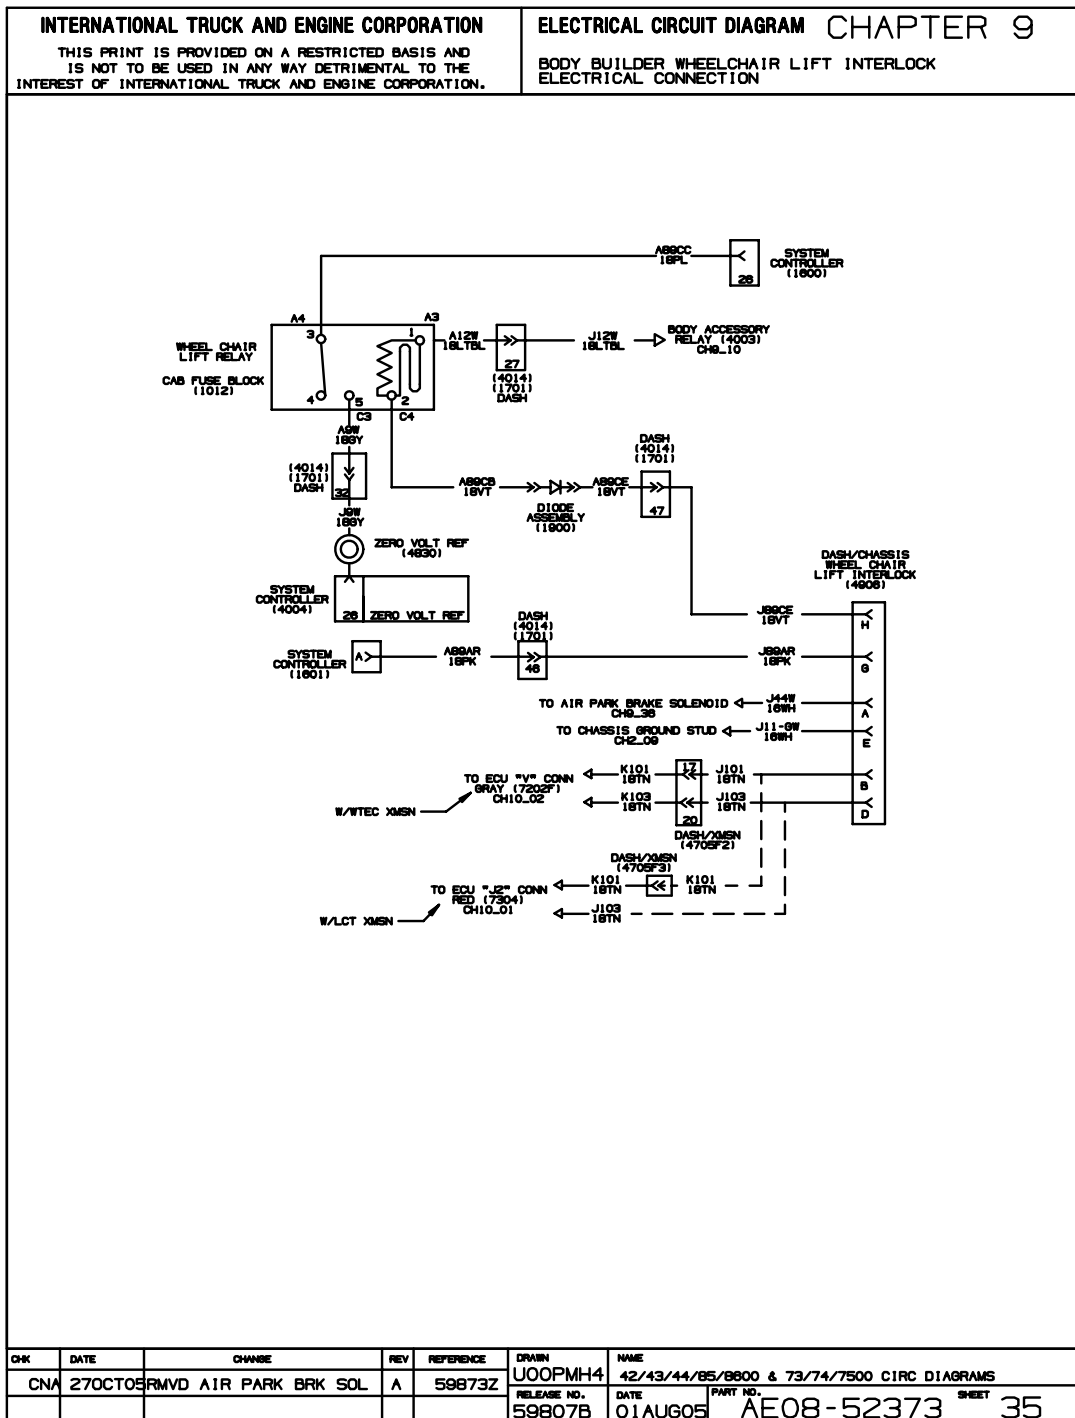 INTERNATIONAL TRUCK AND ENGINE CORPORATION
THIS PRINT IS PROVIDED ON A RESTRICTED BASIS AND
IS NOT TO BE USED IN ANY WAY DETRIMENTAL TO THE
INTEREST OF INTERNATIONAL TRUCK AND ENGINE CORPORATION.
ELECTRICAL CIRCUIT DIAGRAM CHAPTER 9
BODY BUILDER WHEELCHAIR LIFT INTERLOCK
ELECTRICAL CONNECTION
A89CC
18PL
26
SYSTEM
CONTROLLER
(1600)
A4
A3
3
1
4
5
2
C3
C4
WHEEL CHAIR
LIFT RELAY
CAB FUSE BLOCK
(1012)
A12W
18LTBL
27
(4014)
(1701)
DASH
J12W
18LTBL
BODY ACCESSORY
RELAY (4003)
CH9_10
A9W
18GY
(4014)
(1701)
DASH
32
J9W
18GY
ZERO VOLT REF
(4830)
SYSTEM
CONTROLLER
(4004)
26
ZERO VOLT REF
A89CB
18VT
DIODE
ASSEMBLY
(1900)
A89CE
18VT
DASH
(4014)
(1701)
47
DASH/CHASSIS
WHEEL CHAIR
LIFT INTERLOCK
(4906)
J89CE
18VT
H
SYSTEM
CONTROLLER
(1601)
A
A89AR
18PK
DASH
(4014)
(1701)
46
J89AR
18PK
G
TO AIR PARK BRAKE SOLENOID
CH9_36
J44W
16WH
A
TO CHASSIS GROUND STUD
CH2_09
J11-GW
16WH
E
TO ECU "V" CONN
GRAY (7202F)
CH10_02
W/WTEC XMSN
K101
18TN
17
J101
18TN
B
K103
18TN
20
J103
18TN
D
DASH/XMSN
(4705F2)
DASH/XMSN
(4705F3)
TO ECU "J2" CONN
RED (7304)
CH10_01
W/LCT XMSN
K101
18TN
K101
18TN
J103
18TN
CHK DATE CHANGE REV REFERENCE
CNA 27OCT05 RMVD AIR PARK BRK SOL A 59873Z
DRAWN
U00PMH4
NAME
42/43/44/85/8600 & 73/74/7500 CIRC DIAGRAMS
RELEASE NO.
59807B
DATE
01AUG05
PART NO.
AE08-52373
SHEET
35